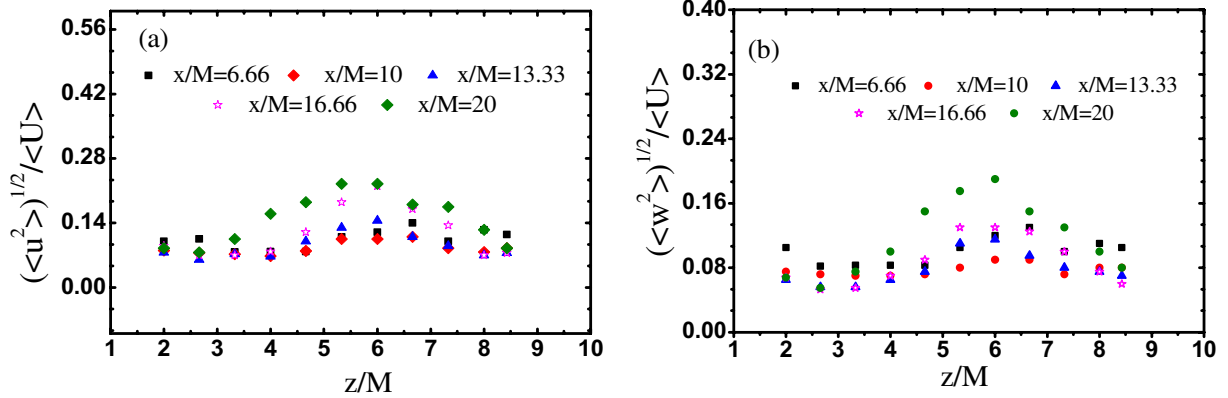 (a)
x/M=6.66 x/M=10 x/M=13.33
x/M=16.66 x/M=20
0.56
0.42
0.28
0.14
0.00
(<u²>)¹/²/<U>
1 2 3 4 5 6 7 8 9 10
z/M
(b)
x/M=6.66 x/M=10 x/M=13.33
x/M=16.66 x/M=20
0.40
0.32
0.24
0.16
0.08
0.00
(<w²>)¹/²/<U>
1 2 3 4 5 6 7 8 9 10
z/M